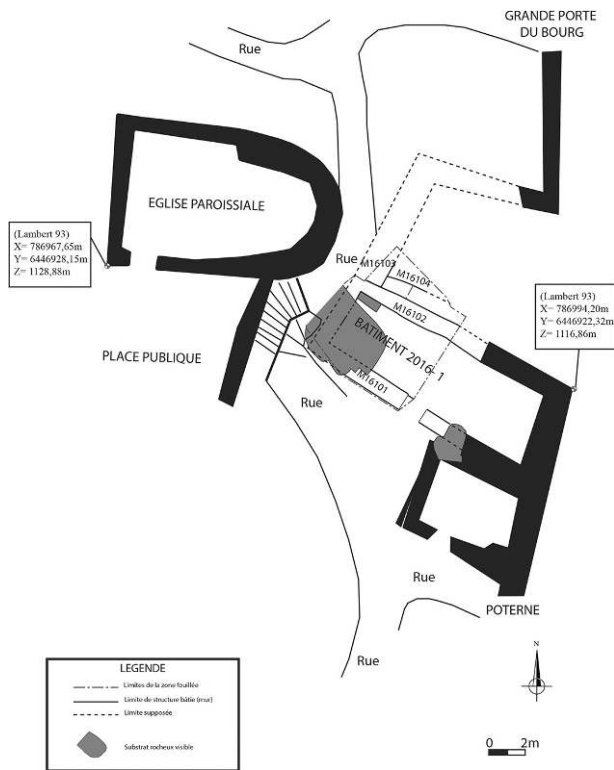 GRANDE PORTE
DU BOURG
Rue
EGLISE PAROISSIALE
(Lambert 93)
X= 786967,65m
Y= 6446928,15m
Z= 1128,88m
Rue
M16103
M16104
M16102
(Lambert 93)
X= 786994,20m
Y= 6446922,32m
Z= 1116,86m
BATIMENT 2016- 1
PLACE PUBLIQUE
M16101
Rue
Rue
POTERNE
Rue
N
LEGENDE
Limites de la zone fouillée
Limite de structure bâtie (mur)
Limite supposée
Substrat rocheux visible
0 2m